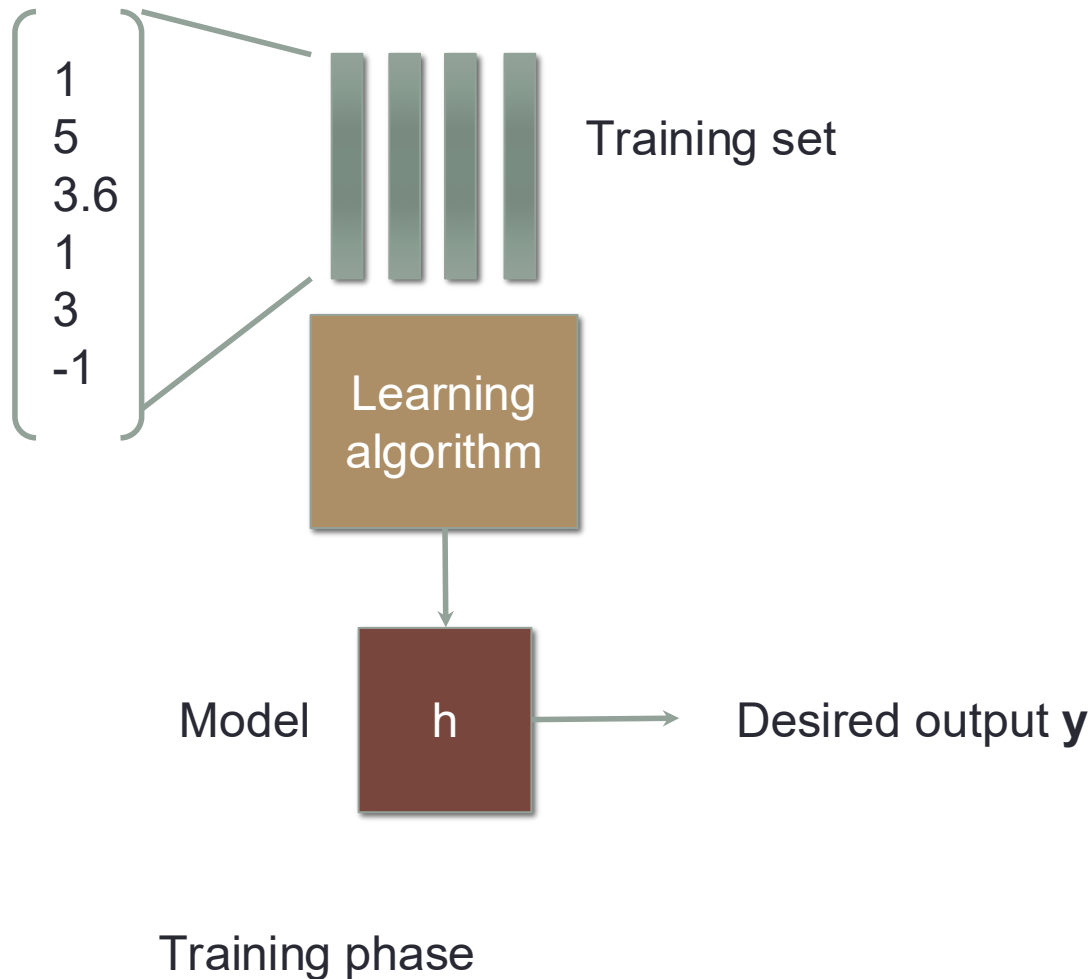 1
5
3.6
1
3
-1
Training set
Learning
algorithm
Model
h
Desired output y
Training phase